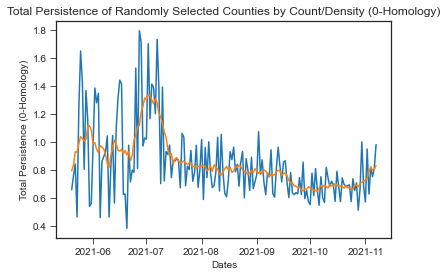 Total Persistence of Randomly Selected Counties by Count/Density (0-Homology)
Total Persistence (0-Homology)
1.8
1.6
1.4
1.2
1.0
0.8
0.6
0.4
2021-06 2021-07 2021-08 2021-09 2021-10 2021-11
Dates